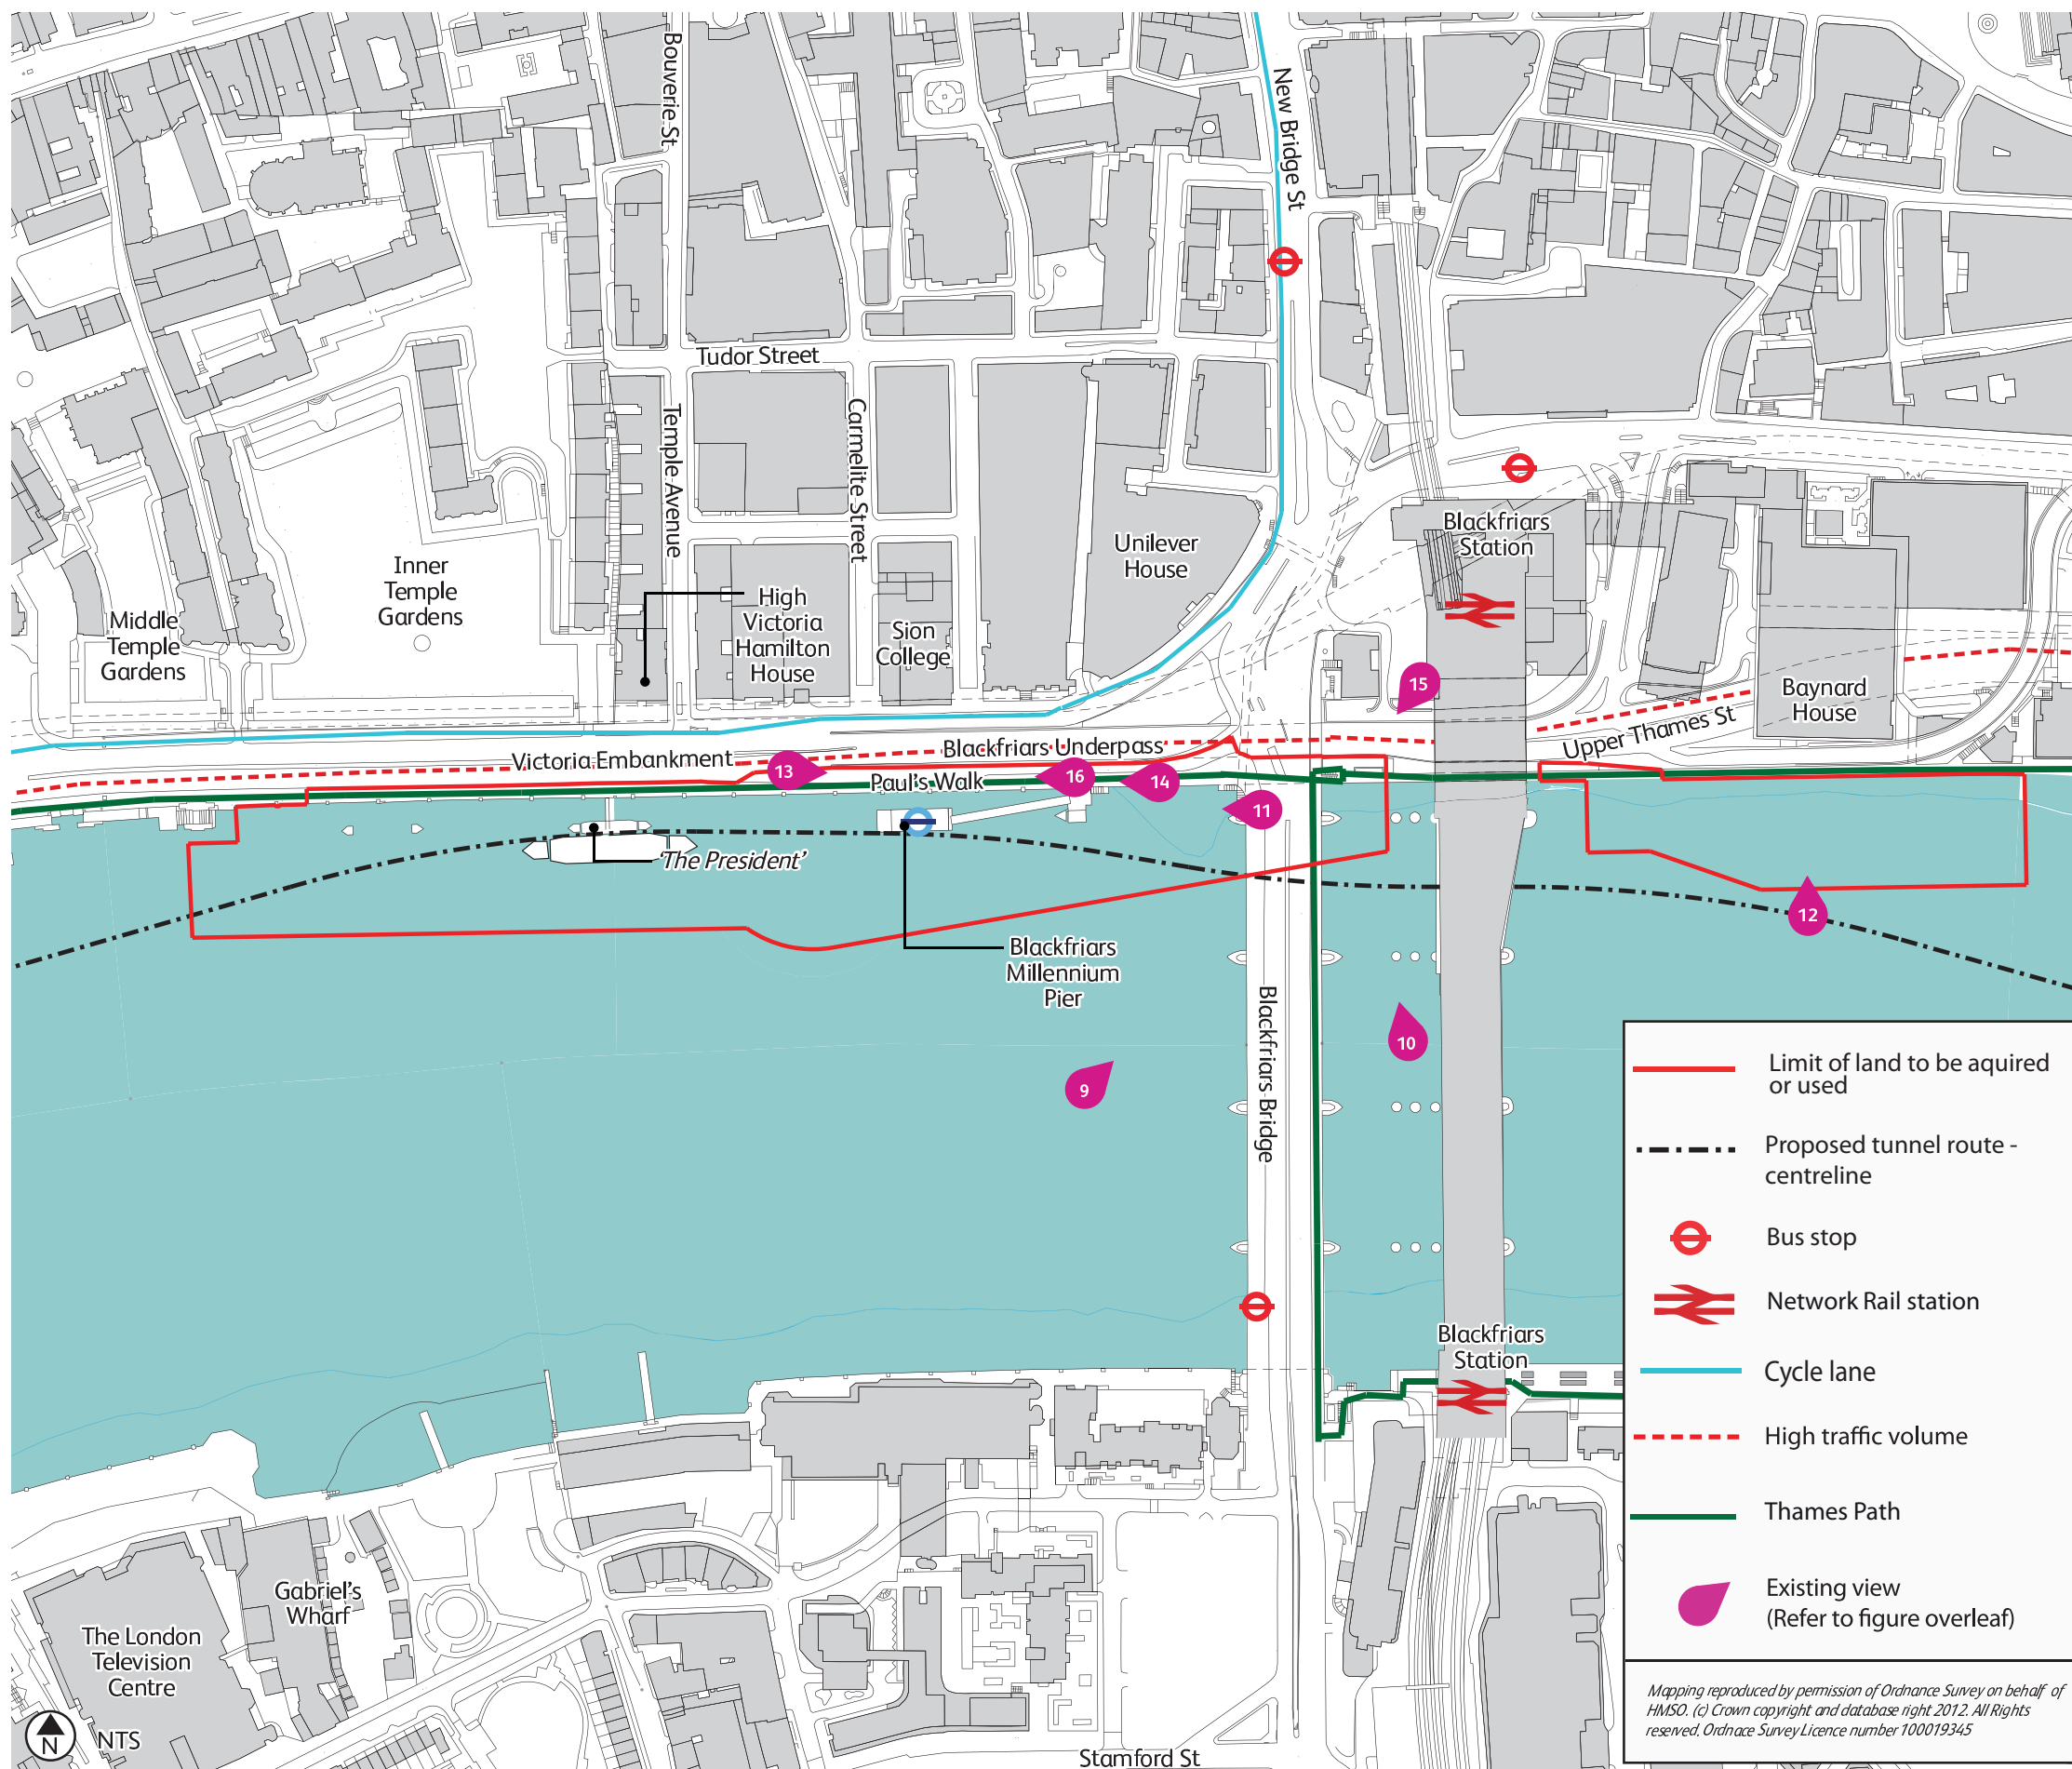 Bouverie St
New Bridge St
Tudor Street
Temple Avenue
Carmelite Street
Blackfriars
Station
Unilever
House
Inner
Temple
Gardens
High
Victoria
Hamilton
House
Middle
Temple
Gardens
Sion
College
15
Baynard
House
Upper Thames St
Blackfriars Underpass
Victoria Embankment
13
16
14
Paul's Walk
11
'The President'
12
Blackfriars
Millennium
Pier
Blackfriars Bridge
10
9
Limit of land to be aquired
or used
Proposed tunnel route -
centreline
Bus stop
Network Rail station
Cycle lane
High traffic volume
Thames Path
Existing view
(Refer to figure overleaf)
Mapping reproduced by permission of Ordnance Survey on behalf of
HMSO. (c) Crown copyright and database right 2012. All Rights
reserved. Ordnace Survey Licence number 100019345
Blackfriars
Station
Gabriel's
Wharf
The London
Television
Centre
N
NTS
Stamford St